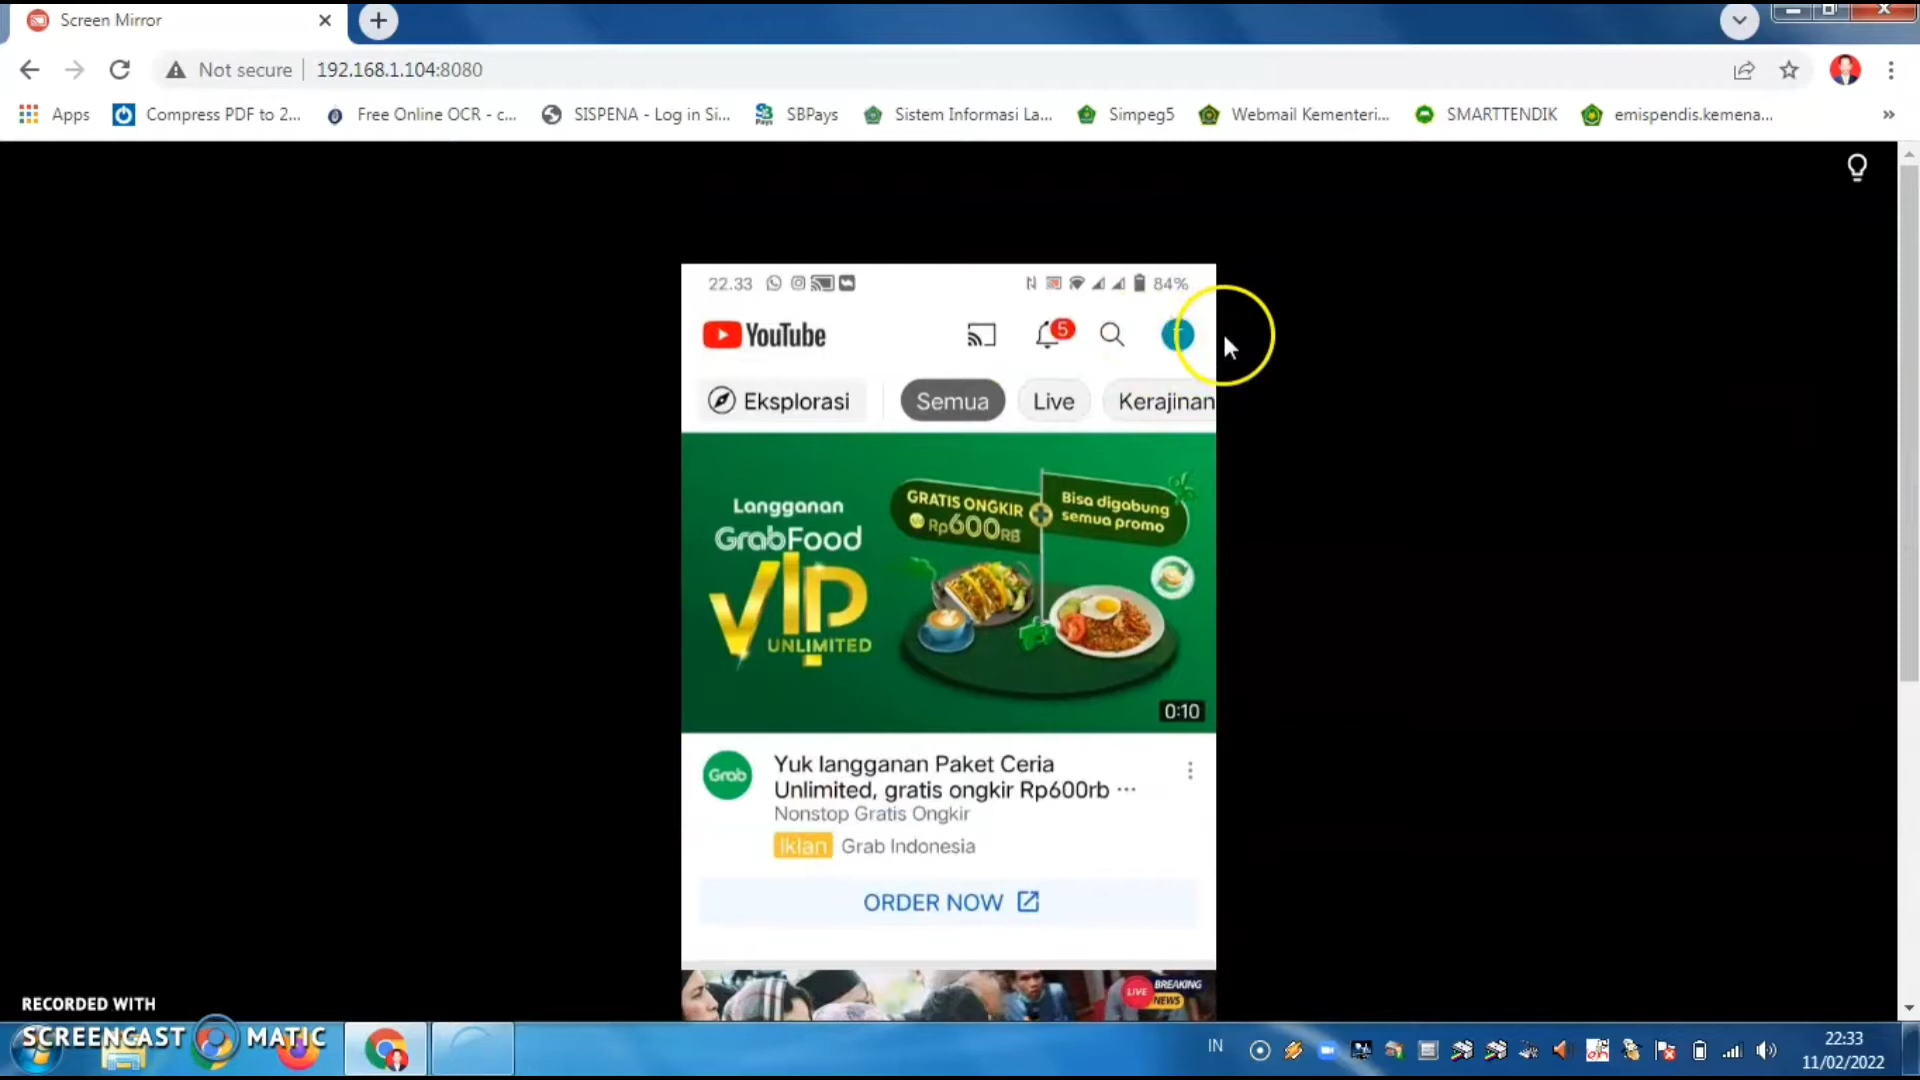 Screen Mirror
Not secure 192.168.1.104:8080
Apps Compress PDF to 2... Free Online OCR - c... SISPENA - Log in Si... SBPays Sistem Informasi La... Simpeg5 Webmail Kementeri... SMARTTENDIK emispendis.kemena...
22.33 84%
YouTube 5
Eksplorasi Semua Live Kerajinan
Langganan
GrabFood
VIP
UNLIMITED
GRATIS ONGKIR
Rp600RB
Bisa digabung
semua promo
0:10
Grab
Yuk langganan Paket Ceria
Unlimited, gratis ongkir Rp600rb ...
Nonstop Gratis Ongkir
Iklan Grab Indonesia
ORDER NOW
LIVE BREAKING
NEWS
RECORDED WITH
SCREENCAST MATIC
IN
22:33
11/02/2022